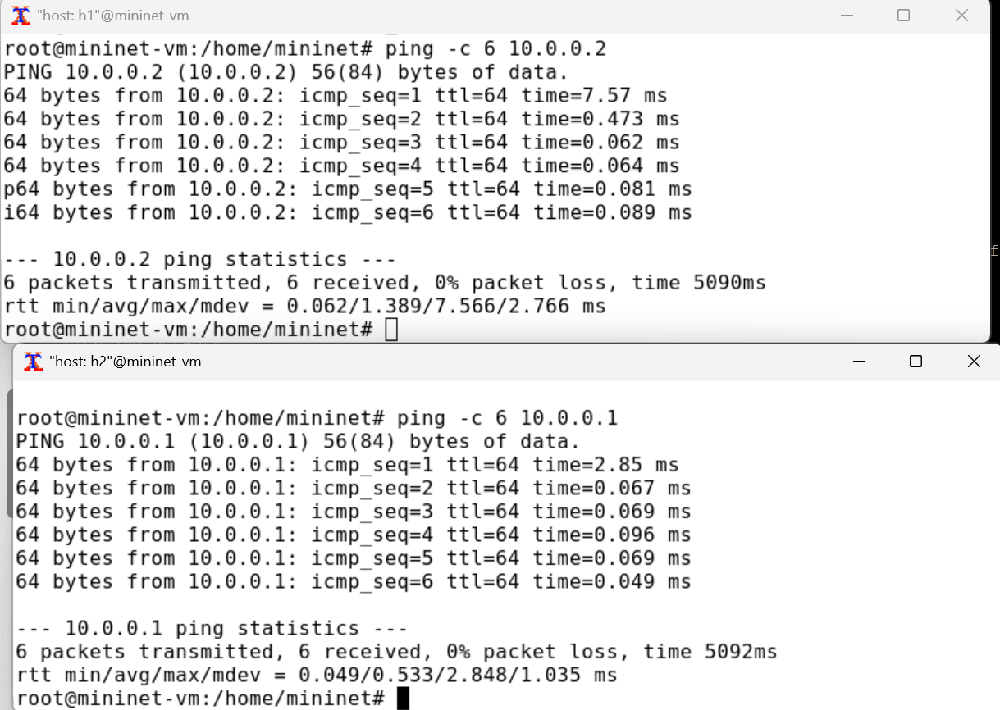 "host: h1"@mininet-vm
root@mininet-vm:/home/mininet# ping -c 6 10.0.0.2
PING 10.0.0.2 (10.0.0.2) 56(84) bytes of data.
64 bytes from 10.0.0.2: icmp_seq=1 ttl=64 time=7.57 ms
64 bytes from 10.0.0.2: icmp_seq=2 ttl=64 time=0.473 ms
64 bytes from 10.0.0.2: icmp_seq=3 ttl=64 time=0.062 ms
64 bytes from 10.0.0.2: icmp_seq=4 ttl=64 time=0.064 ms
p64 bytes from 10.0.0.2: icmp_seq=5 ttl=64 time=0.081 ms
i64 bytes from 10.0.0.2: icmp_seq=6 ttl=64 time=0.089 ms
f
--- 10.0.0.2 ping statistics ---
6 packets transmitted, 6 received, 0% packet loss, time 5090ms
rtt min/avg/max/mdev = 0.062/1.389/7.566/2.766 ms
root@mininet-vm:/home/mininet#
"host: h2"@mininet-vm
root@mininet-vm:/home/mininet# ping -c 6 10.0.0.1
PING 10.0.0.1 (10.0.0.1) 56(84) bytes of data.
64 bytes from 10.0.0.1: icmp_seq=1 ttl=64 time=2.85 ms
64 bytes from 10.0.0.1: icmp_seq=2 ttl=64 time=0.067 ms
64 bytes from 10.0.0.1: icmp_seq=3 ttl=64 time=0.069 ms
64 bytes from 10.0.0.1: icmp_seq=4 ttl=64 time=0.096 ms
64 bytes from 10.0.0.1: icmp_seq=5 ttl=64 time=0.069 ms
64 bytes from 10.0.0.1: icmp_seq=6 ttl=64 time=0.049 ms
--- 10.0.0.1 ping statistics ---
6 packets transmitted, 6 received, 0% packet loss, time 5092ms
rtt min/avg/max/mdev = 0.049/0.533/2.848/1.035 ms
root@mininet-vm:/home/mininet#